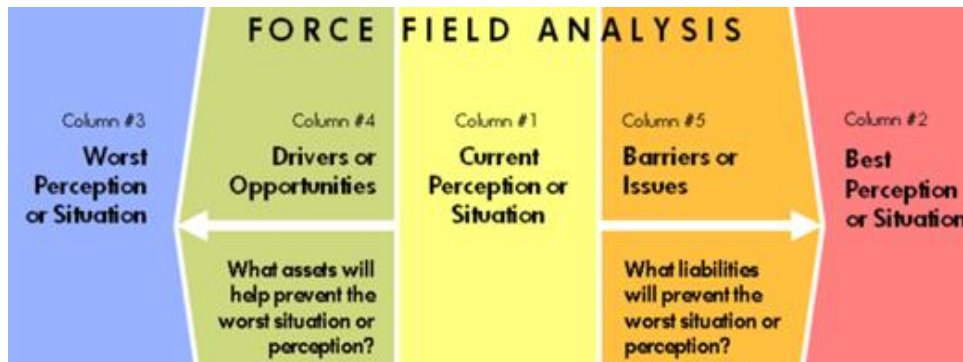 FORCE FIELD ANALYSIS
Column #3
Worst
Perception
or Situation
Column #4
Drivers or
Opportunities
What assets will
help prevent the
worst situation or
perception?
Column #1
Current
Perception or
Situation
Column #5
Barriers or
Issues
What liabilities
will prevent the
worst situation or
perception?
Column #2
Best
Perception
or Situation